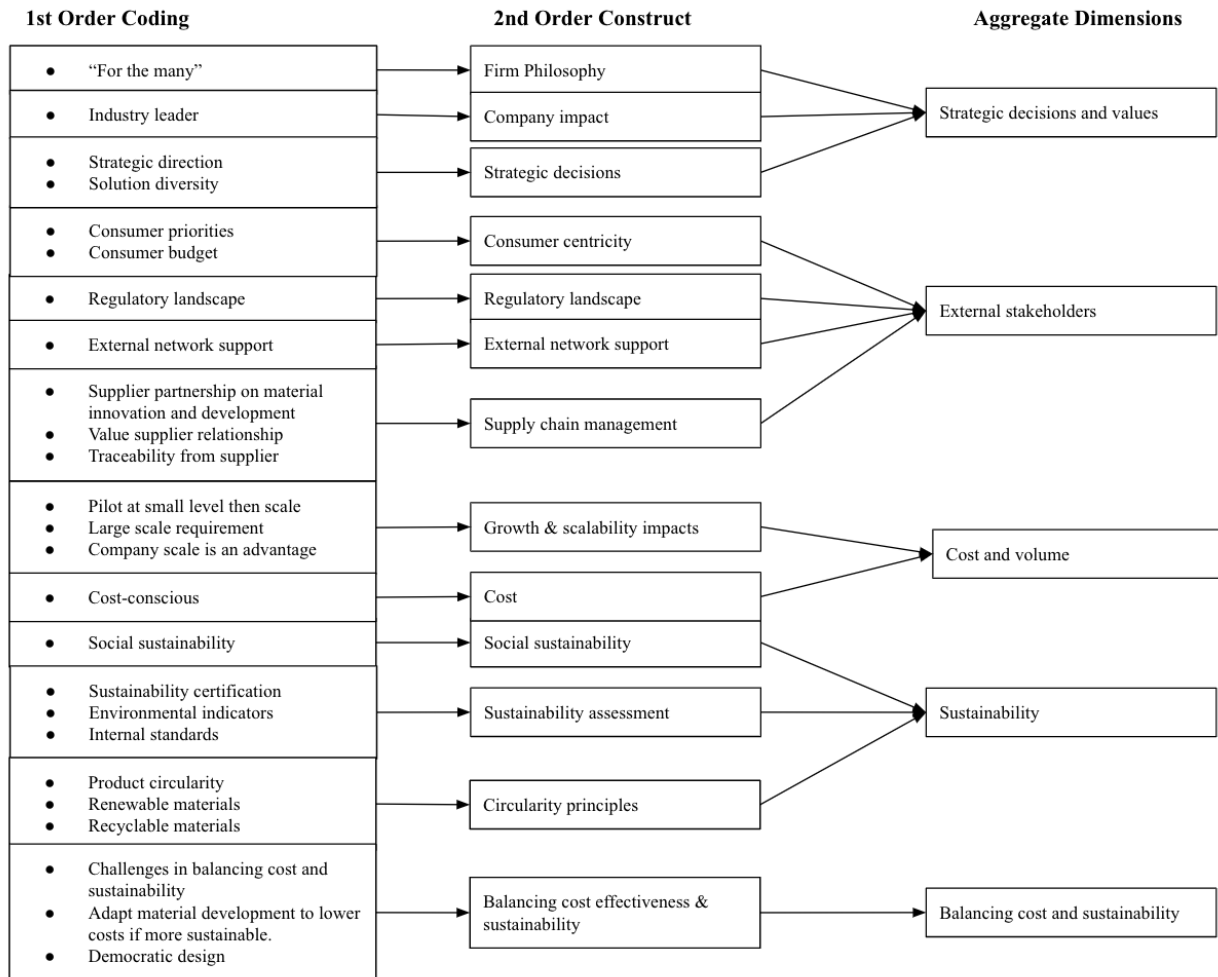 1st Order Coding
2nd Order Construct
Aggregate Dimensions
● “For the many”
Firm Philosophy
● Industry leader
Company impact
Strategic decisions and values
● Strategic direction
● Solution diversity
Strategic decisions
● Consumer priorities
● Consumer budget
Consumer centricity
● Regulatory landscape
Regulatory landscape
External stakeholders
● External network support
External network support
● Supplier partnership on material
innovation and development
● Value supplier relationship
● Traceability from supplier
Supply chain management
● Pilot at small level then scale
● Large scale requirement
● Company scale is an advantage
Growth & scalability impacts
Cost and volume
● Cost-conscious
Cost
● Social sustainability
Social sustainability
● Sustainability certification
● Environmental indicators
● Internal standards
Sustainability assessment
Sustainability
● Product circularity
● Renewable materials
● Recyclable materials
Circularity principles
● Challenges in balancing cost and
sustainability
● Adapt material development to lower
costs if more sustainable.
● Democratic design
Balancing cost effectiveness &
sustainability
Balancing cost and sustainability